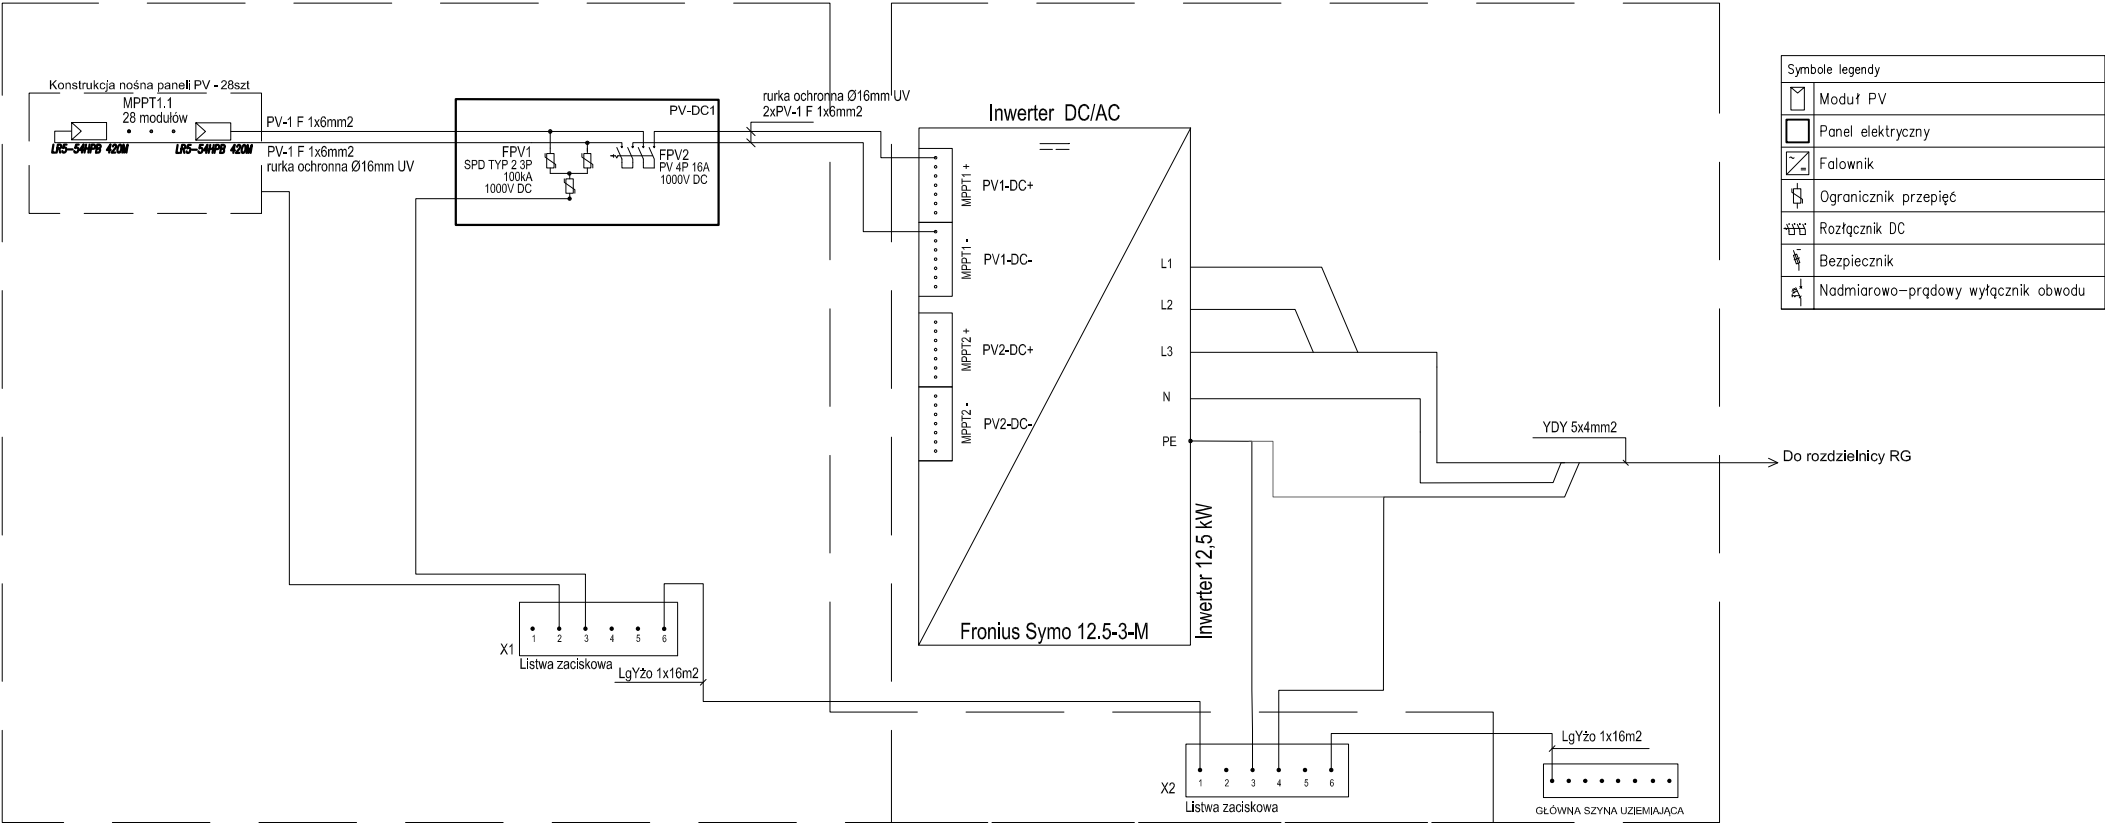 Konstrukcja nośna paneli PV - 28szt
MPPT1.1
28 modułów
LR5-54HPB 420M
LR5-54HPB 420M
PV-1 F 1x6mm2
PV-1 F 1x6mm2
rurka ochronna Ø16mm UV
PV-DC1
FPV1
SPD TYP 2 3P
100kA
1000V DC
FPV2
PV 4P 16A
1000V DC
rurka ochronna Ø16mm UV
2xPV-1 F 1x6mm2
Inwerter DC/AC
MPPT1 +
PV1-DC+
MPPT1 -
PV1-DC-
MPPT2 +
PV2-DC+
MPPT2 -
PV2-DC-
L1
L2
L3
N
PE
Inwerter 12,5 kW
Fronius Symo 12.5-3-M
YDY 5x4mm2
Do rozdzielnicy RG
X1
1 2 3 4 5 6
Listwa zaciskowa
LgYżo 1x16m2
X2
1 2 3 4 5 6
Listwa zaciskowa
LgYżo 1x16m2
GŁÓWNA SZYNA UZIEMIAJĄCA
Symbole legendy
Moduł PV
Panel elektryczny
Falownik
Ogranicznik przepięć
Rozłącznik DC
Bezpiecznik
Nadmiarowo-prądowy wyłącznik obwodu